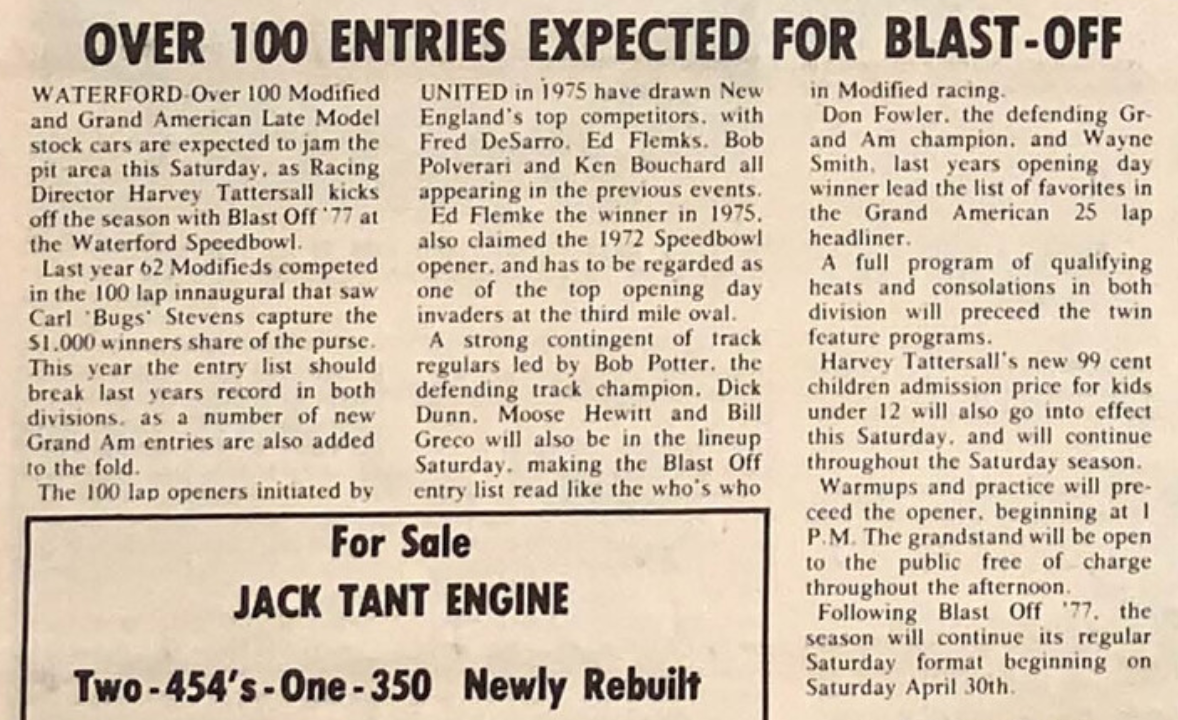 OVER 100 ENTRIES EXPECTED FOR BLAST-OFF
WATERFORD-Over 100 Modified
and Grand American Late Model
stock cars are expected to jam the
pit area this Saturday, as Racing
Director Harvey Tattersall kicks
off the season with Blast Off '77 at
the Waterford Speedbowl.
Last year 62 Modifieds competed
in the 100 lap innaugural that saw
Carl 'Bugs' Stevens capture the
$1,000 winners share of the purse.
This year the entry list should
break last years record in both
divisions, as a number of new
Grand Am entries are also added
to the fold.
The 100 lap openers initiated by
UNITED in 1975 have drawn New
England's top competitors, with
Fred DeSarro, Ed Flemks, Bob
Polverari and Ken Bouchard all
appearing in the previous events.
Ed Flemke the winner in 1975,
also claimed the 1972 Speedbowl
opener, and has to be regarded as
one of the top opening day
invaders at the third mile oval.
A strong contingent of track
regulars led by Bob Potter, the
defending track champion, Dick
Dunn, Moose Hewitt and Bill
Greco will also be in the lineup
Saturday, making the Blast Off
entry list read like the who's who
in Modified racing.
Don Fowler, the defending Gr-
and Am champion, and Wayne
Smith, last years opening day
winner lead the list of favorites in
the Grand American 25 lap
headliner.
A full program of qualifying
heats and consolations in both
division will preceed the twin
feature programs.
Harvey Tattersall's new 99 cent
children admission price for kids
under 12 will also go into effect
this Saturday, and will continue
throughout the Saturday season.
Warmups and practice will pre-
ceed the opener, beginning at 1
P.M. The grandstand will be open
to the public free of charge
throughout the afternoon.
Following Blast Off '77, the
season will continue its regular
Saturday format beginning on
Saturday April 30th.
For Sale
JACK TANT ENGINE
Two-454's-One-350 Newly Rebuilt